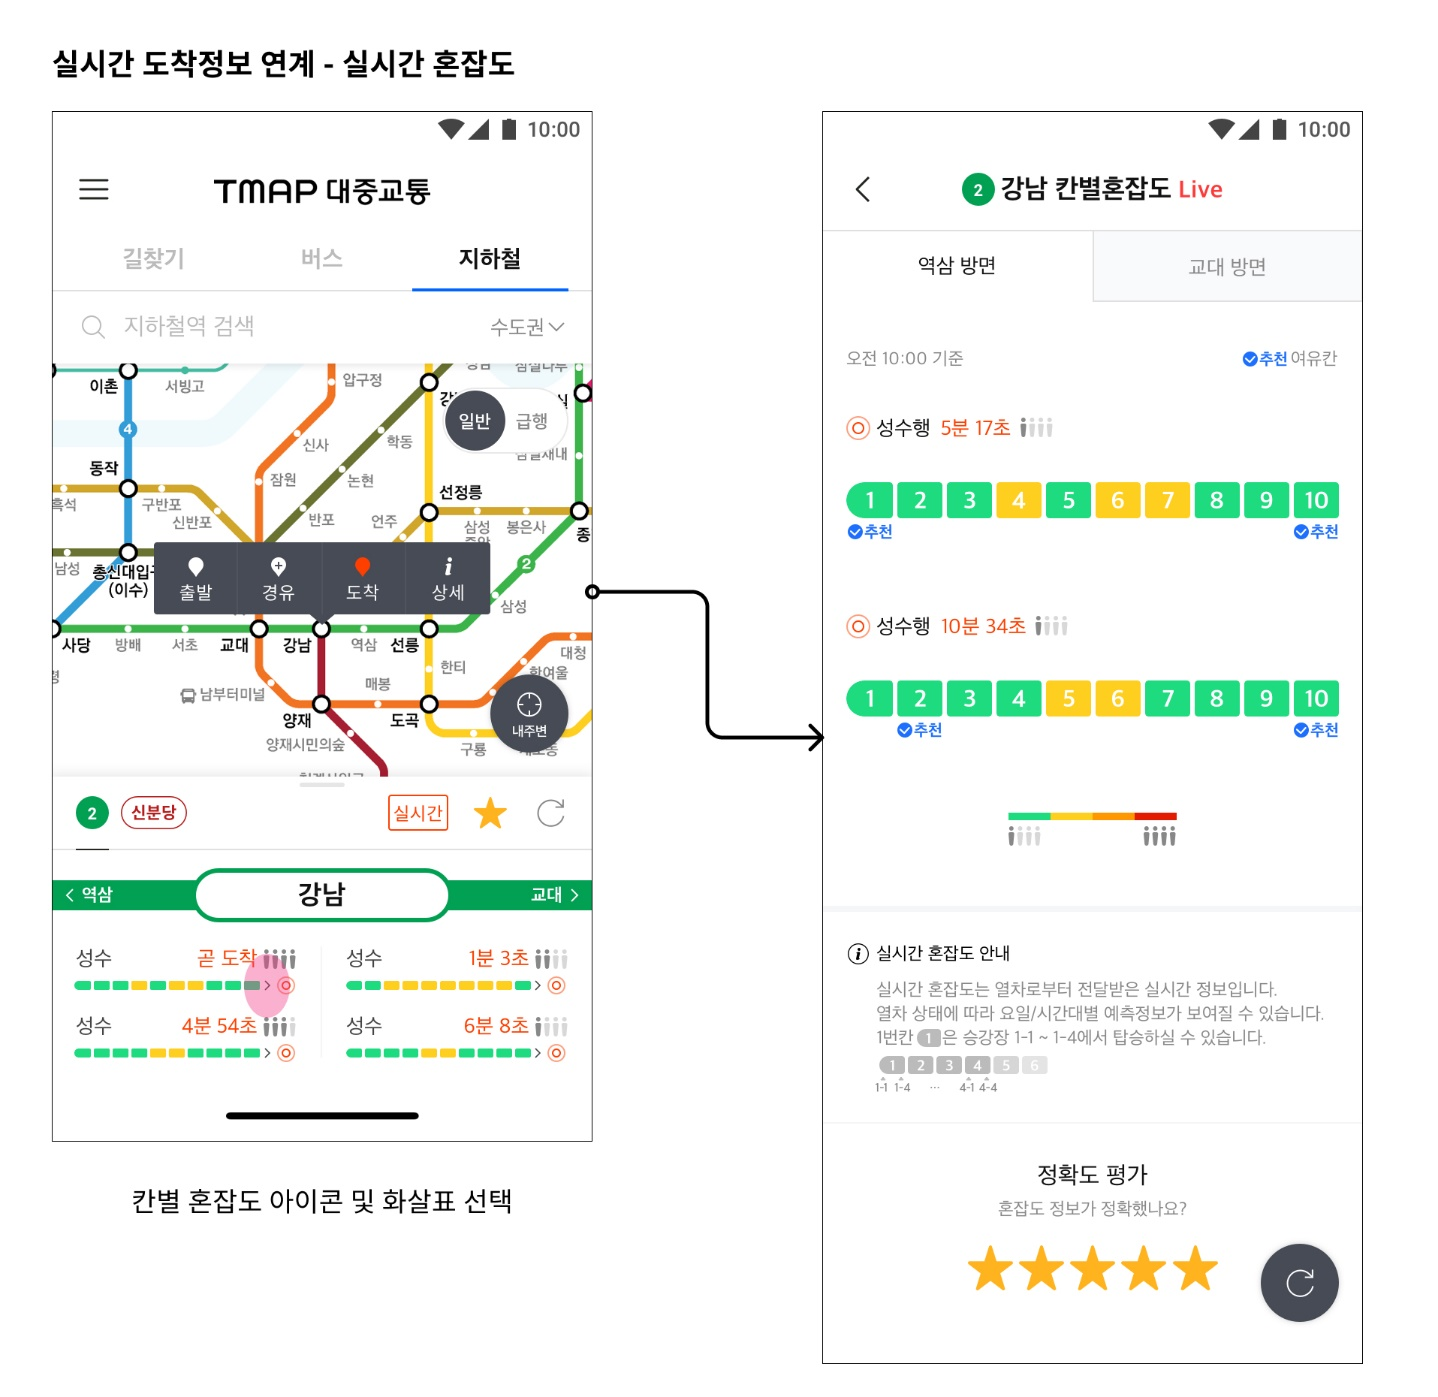 실시간 도착정보 연계 - 실시간 혼잡도
10:00
TMAP 대중교통
길찾기 버스 지하철
지하철역 검색 수도권
이촌 서빙고 압구정
4
일반 급행
신사 학동
동작 잠원 논현 선정릉
흑석 구반포 신반포 반포 언주 삼성 봉은사
종
남성 총신대입구
(이수)
출발 경유 도착 상세
2
삼성
사당 방배 서초 교대 강남 역삼 선릉
한티 대청
한여울
남부터미널 매봉
양재 도곡
양재시민의숲 구룡
내주변
2 신분당 실시간
역삼 강남 교대
성수 곧 도착 성수 1분 3초
성수 4분 54초 성수 6분 8초
칸별 혼잡도 아이콘 및 화살표 선택
10:00
2 강남 칸별혼잡도 Live
역삼 방면 교대 방면
오전 10:00 기준 추천 여유칸
성수행 5분 17초
1 2 3 4 5 6 7 8 9 10
추천 추천
성수행 10분 34초
1 2 3 4 5 6 7 8 9 10
추천 추천
i 실시간 혼잡도 안내
실시간 혼잡도는 열차로부터 전달받은 실시간 정보입니다.
열차 상태에 따라 요일/시간대별 예측정보가 보여질 수 있습니다.
1번칸 1 은 승강장 1-1 ~ 1-4에서 탑승하실 수 있습니다.
1 2 3 4 5 6
1-1 1-4 ··· 4-1 4-4
정확도 평가
혼잡도 정보가 정확했나요?